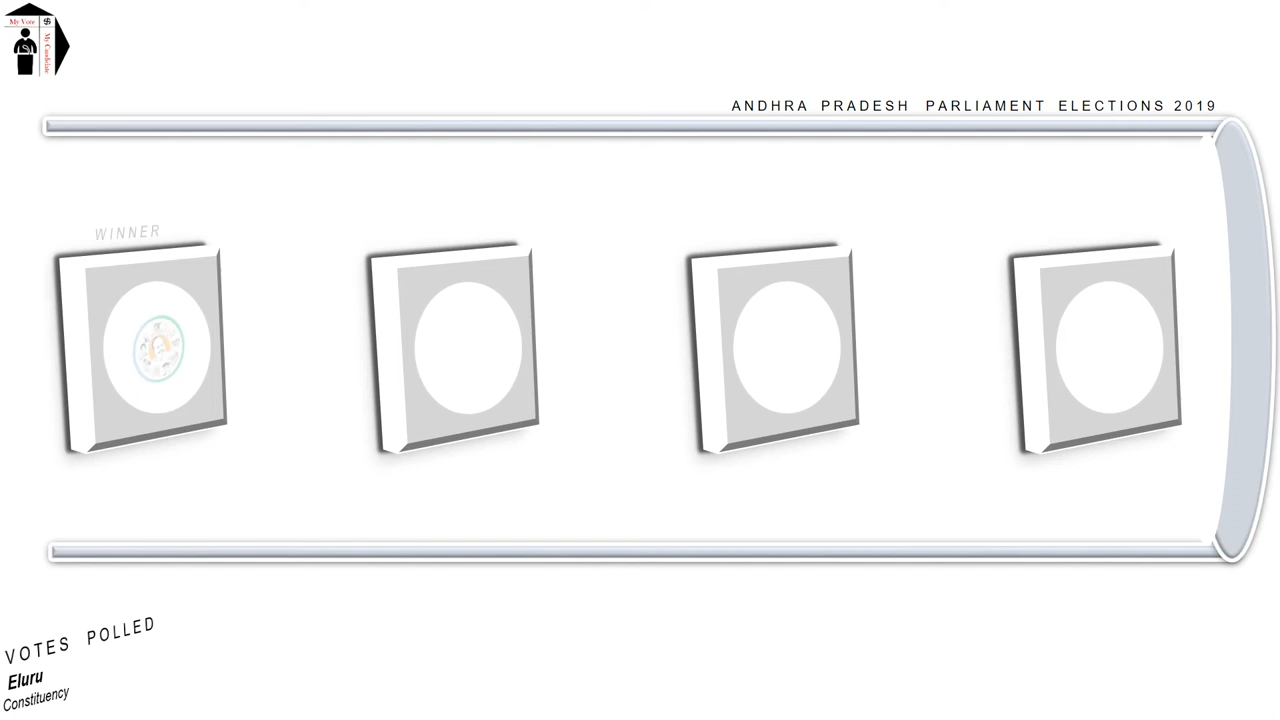 My Vote
My Candidate
ANDHRA PRADESH PARLIAMENT ELECTIONS 2019
WINNER
VOTES POLLED
Eluru
Constituency